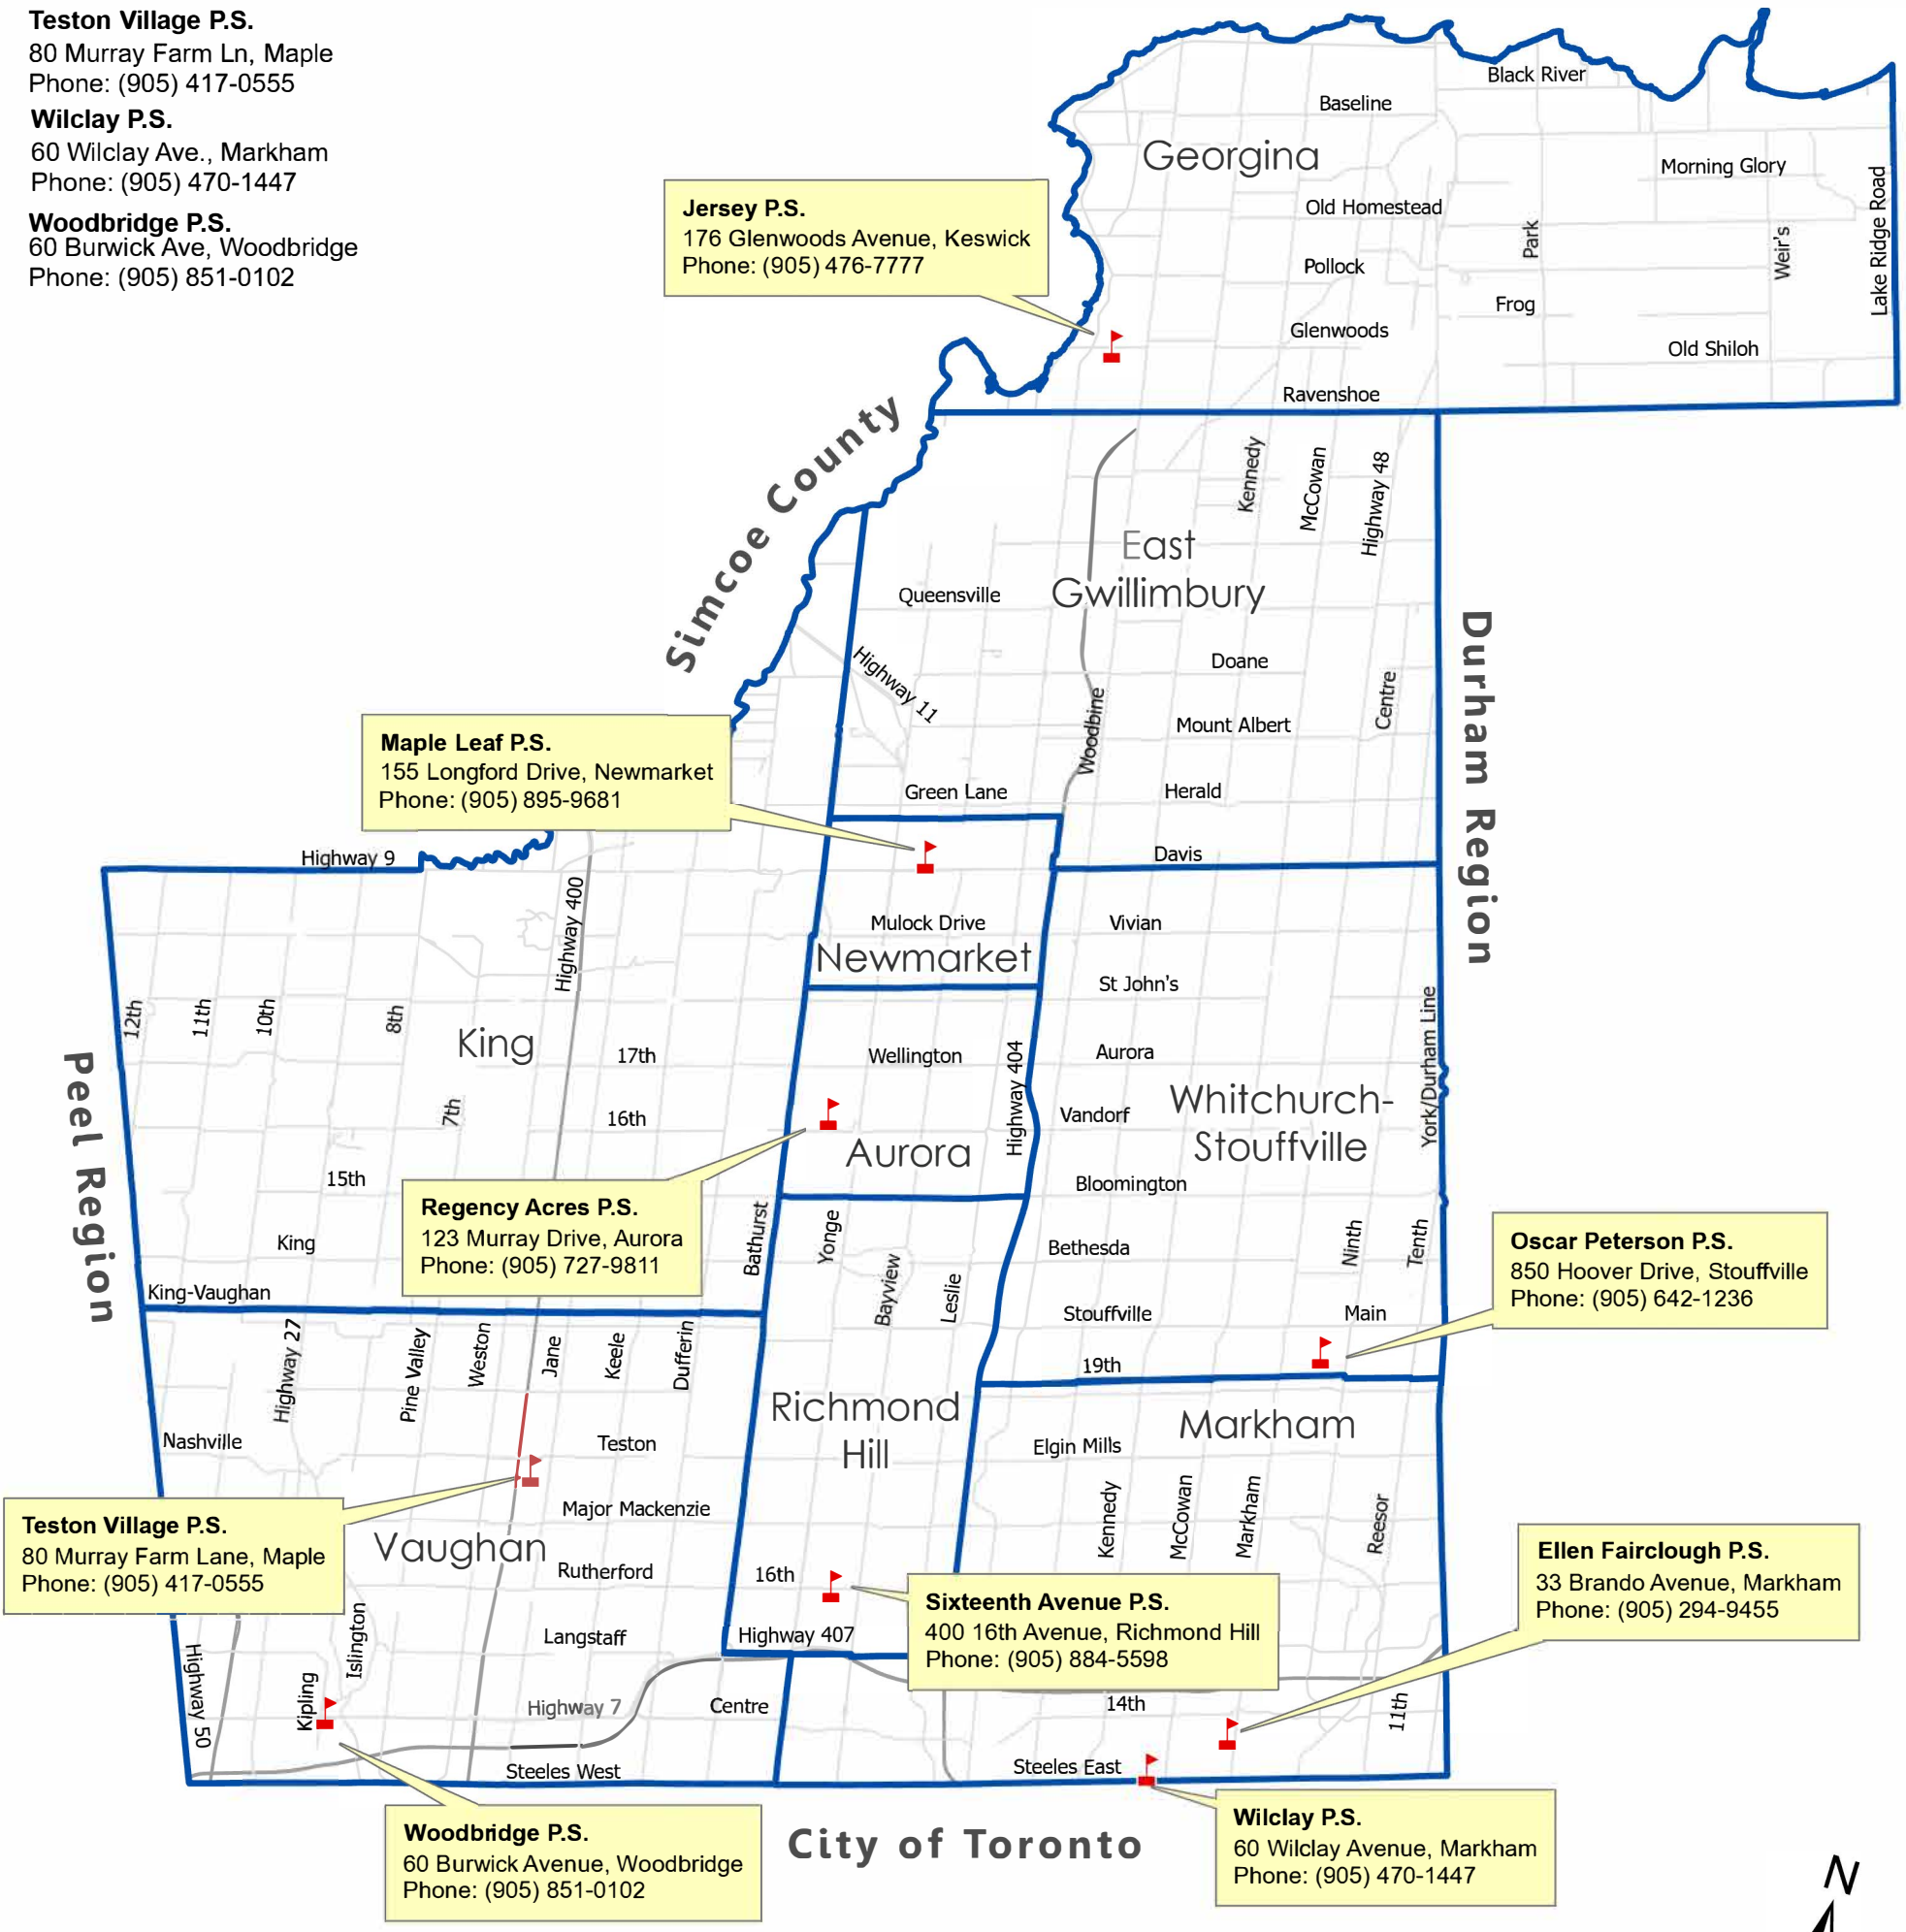 Teston Village P.S.
80 Murray Farm Ln, Maple
Phone: (905) 417-0555
Wilclay P.S.
60 Wilclay Ave., Markham
Phone: (905) 470-1447
Woodbridge P.S.
60 Burwick Ave, Woodbridge
Phone: (905) 851-0102
Black River
Baseline
Georgina
Morning Glory
Lake Ridge Road
Jersey P.S.
176 Glenwoods Avenue, Keswick
Phone: (905) 476-7777
Old Homestead
Park
Weir's
Pollock
Frog
Glenwoods
Old Shiloh
Ravenshoe
Simcoe County
Kennedy
McCowan
Highway 48
East
Gwillimbury
Queensville
Durham Region
Highway 11
Doane
Centre
Woodbine
Mount Albert
Maple Leaf P.S.
155 Longford Drive, Newmarket
Phone: (905) 895-9681
Green Lane
Herald
Highway 9
Davis
Highway 400
Mulock Drive
Vivian
Newmarket
St John's
12th
11th
10th
8th
King
17th
Wellington
Highway 404
Aurora
York/Durham Line
Peel Region
7th
16th
Vandorf
Whitchurch-
Stouffville
Aurora
15th
Bloomington
Regency Acres P.S.
123 Murray Drive, Aurora
Phone: (905) 727-9811
Bathurst
Yonge
Bayview
Leslie
King
Bethesda
Ninth
Tenth
Oscar Peterson P.S.
850 Hoover Drive, Stouffville
Phone: (905) 642-1236
King-Vaughan
Stouffville
Main
Highway 27
Pine Valley
Weston
Jane
Keele
Dufferin
19th
Richmond
Hill
Markham
Nashville
Teston
Elgin Mills
Kennedy
McCowan
Markham
Reesor
Teston Village P.S.
80 Murray Farm Lane, Maple
Phone: (905) 417-0555
Major Mackenzie
Vaughan
Rutherford
16th
Sixteenth Avenue P.S.
400 16th Avenue, Richmond Hill
Phone: (905) 884-5598
Ellen Fairclough P.S.
33 Brando Avenue, Markham
Phone: (905) 294-9455
Islington
Langstaff
Highway 407
Highway 50
Kipling
Highway 7
Centre
14th
11th
Steeles West
Steeles East
Woodbridge P.S.
60 Burwick Avenue, Woodbridge
Phone: (905) 851-0102
City of Toronto
Wilclay P.S.
60 Wilclay Avenue, Markham
Phone: (905) 470-1447
N